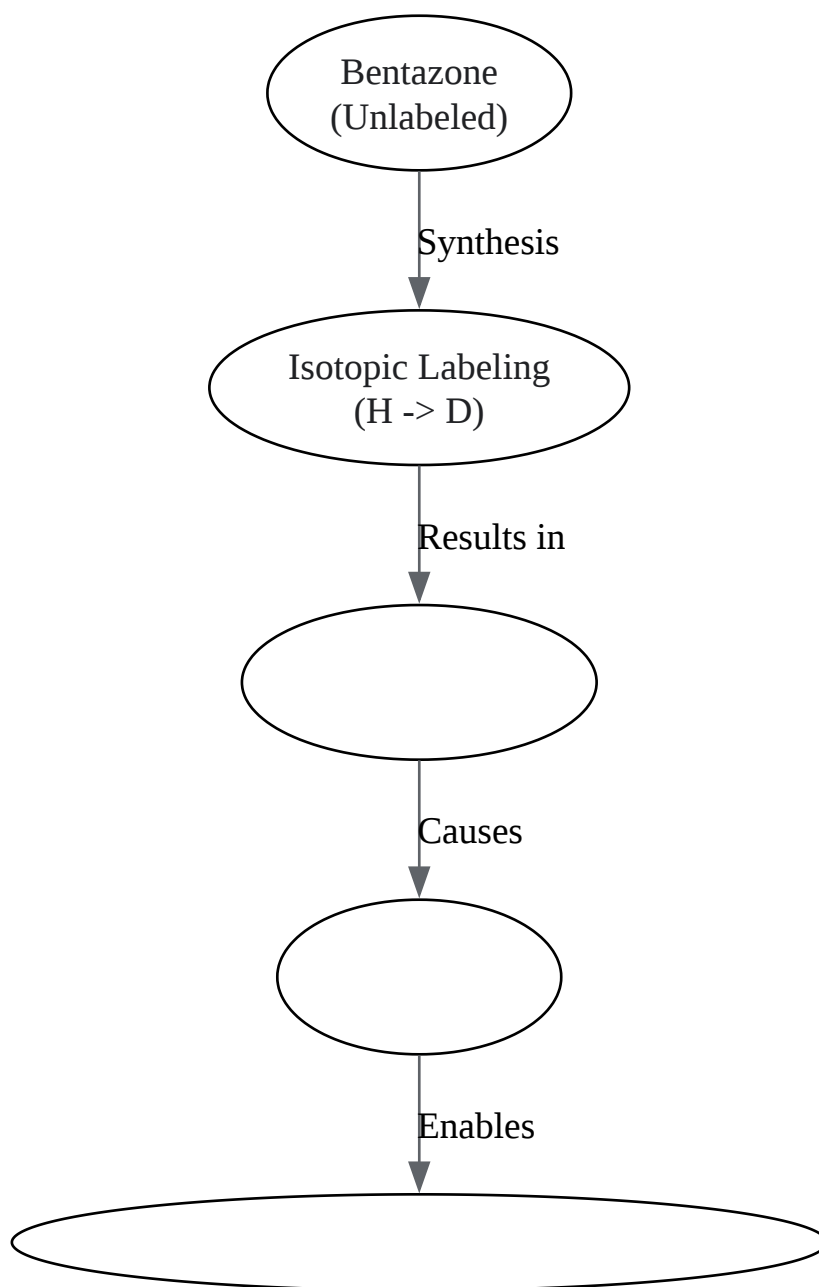 Bentazone
(Unlabeled)
Synthesis
Isotopic Labeling
(H -> D)
Results in
Causes
Enables